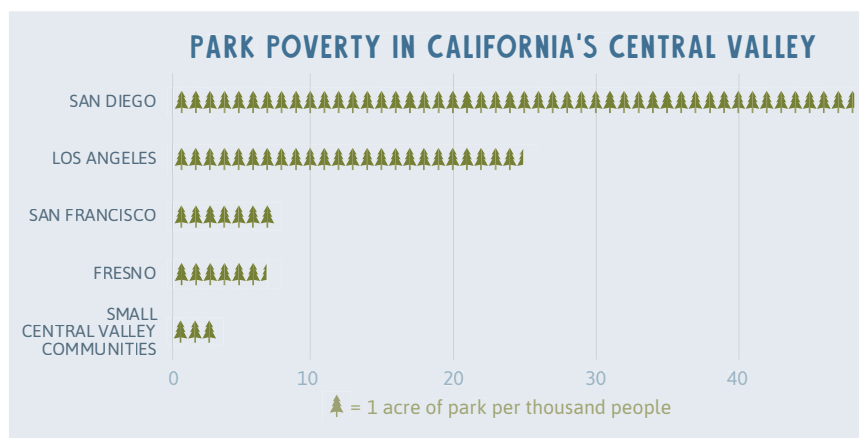 PARK POVERTY IN CALIFORNIA'S CENTRAL VALLEY
SAN DIEGO
LOS ANGELES
SAN FRANCISCO
FRESNO
SMALL
CENTRAL VALLEY
COMMUNITIES
0 10 20 30 40
= 1 acre of park per thousand people